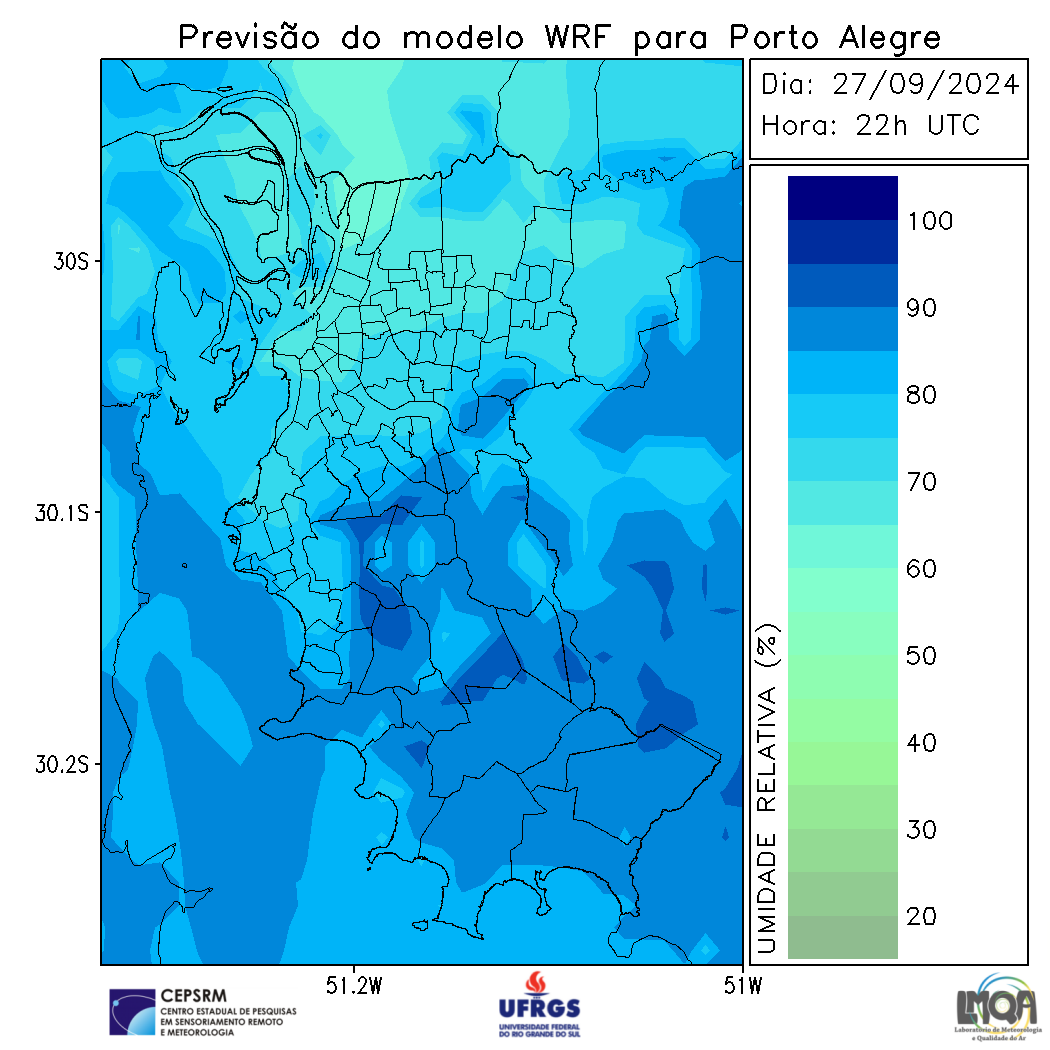 Previsão do modelo WRF para Porto Alegre
Dia: 27/09/2024
Hora: 22h UTC
30S
30.1S
30.2S
51.2W
51W
UMIDADE RELATIVA (%)
100
90
80
70
60
50
40
30
20
CEPSRM
CENTRO ESTADUAL DE PESQUISAS
EM SENSORIAMENTO REMOTO
E METEOROLOGIA
UFRGS
UNIVERSIDADE FEDERAL
DO RIO GRANDE DO SUL
LMQA
Laboratório de Meteorologia
e Qualidade do Ar